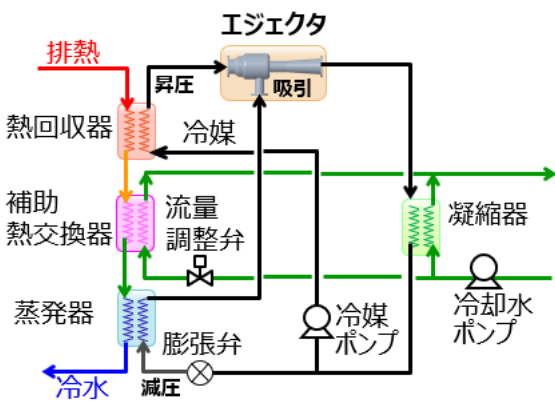 エジェクタ
排熱
昇圧
吸引
熱回収器
冷媒
補助
熱交換器
流量
調整弁
凝縮器
蒸発器
膨張弁
冷媒
ポンプ
冷却水
ポンプ
冷水
減圧